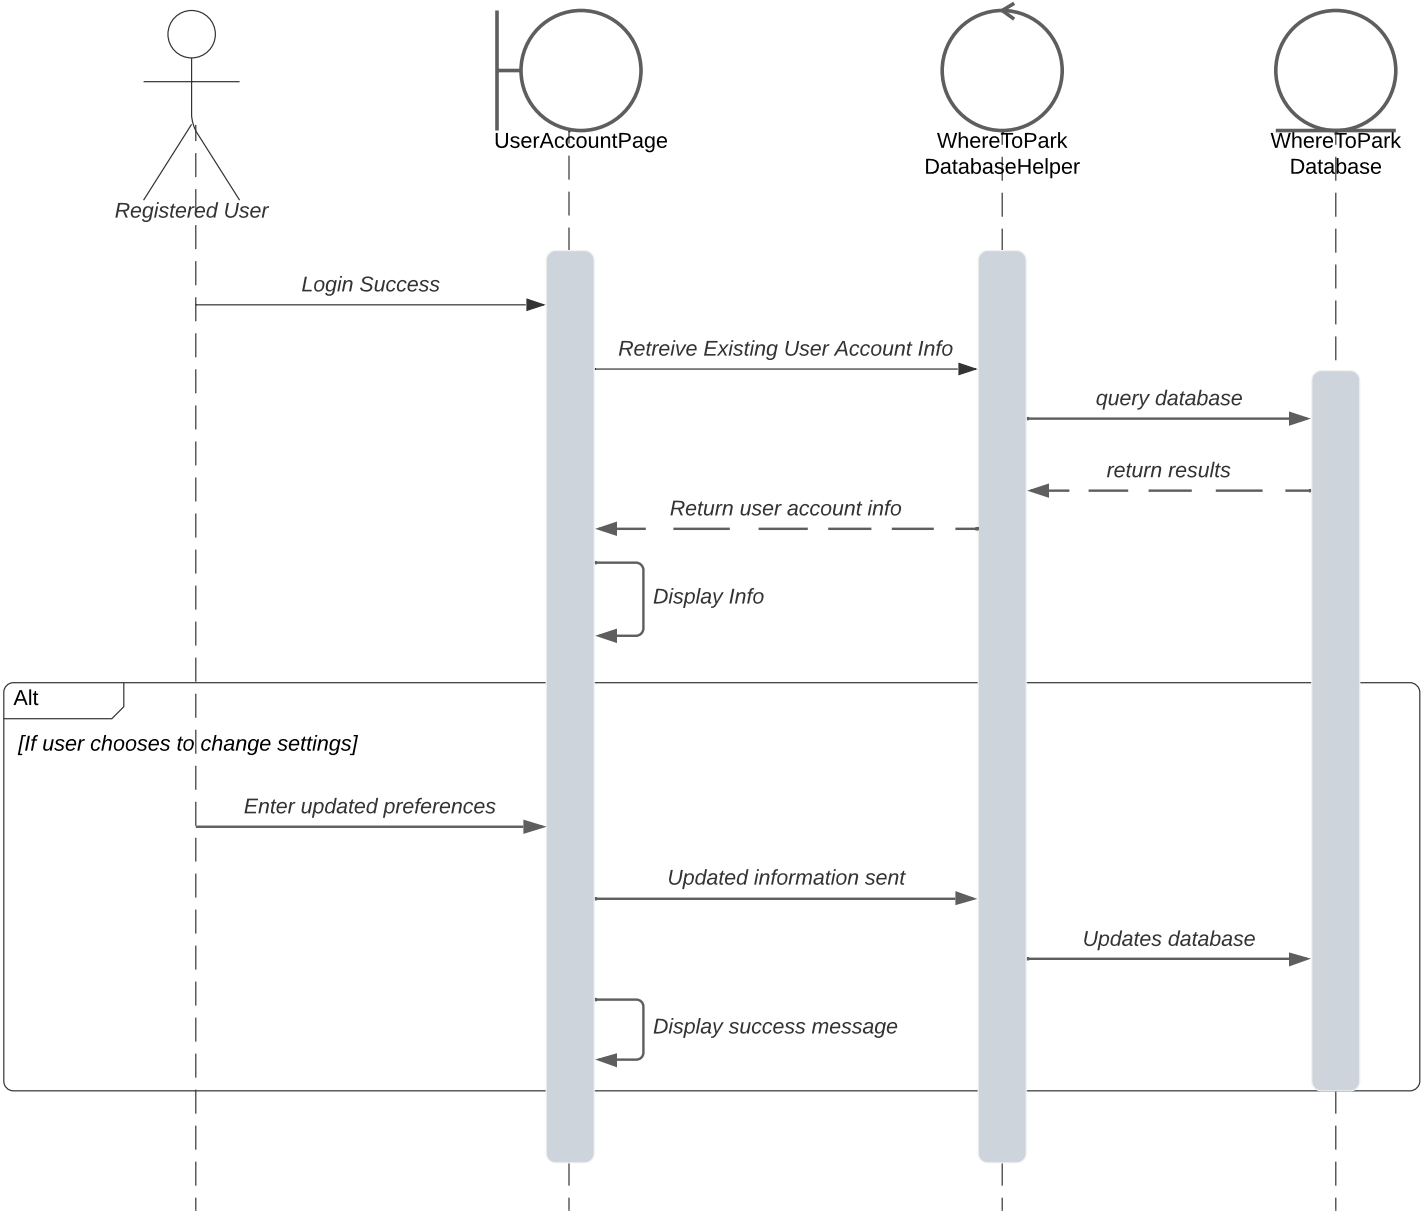 Registered User
UserAccountPage
WhereToPark
DatabaseHelper
WhereToPark
Database
Login Success
Retreive Existing User Account Info
query database
return results
Return user account info
Display Info
Alt
[If user chooses to change settings]
Enter updated preferences
Updated information sent
Updates database
Display success message